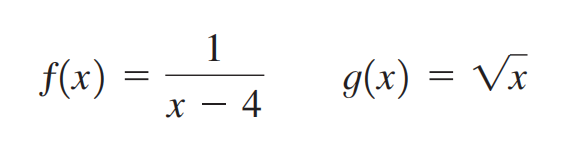 f(x) = 1/(x − 4) g(x) = √x